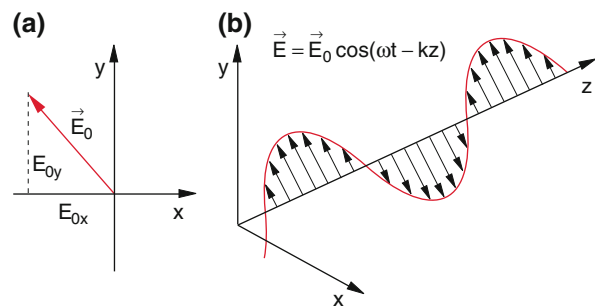 (a)
y
E⃗₀
E₀y
E₀x
x
(b)
y
E⃗ = E⃗₀ cos(ωt – kz)
z
x